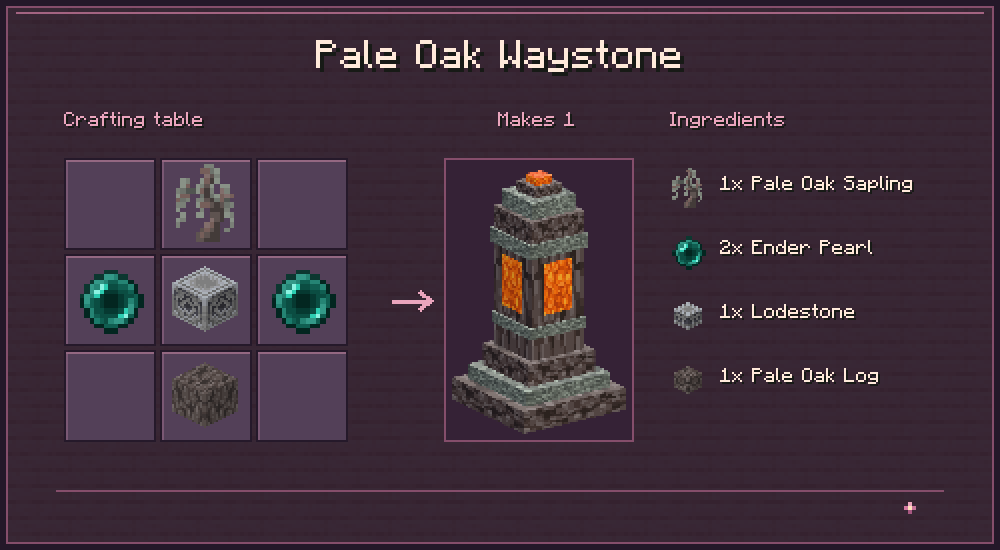 Pale Oak Waystone
Crafting table
Makes 1
Ingredients
1x Pale Oak Sapling
2x Ender Pearl
1x Lodestone
1x Pale Oak Log